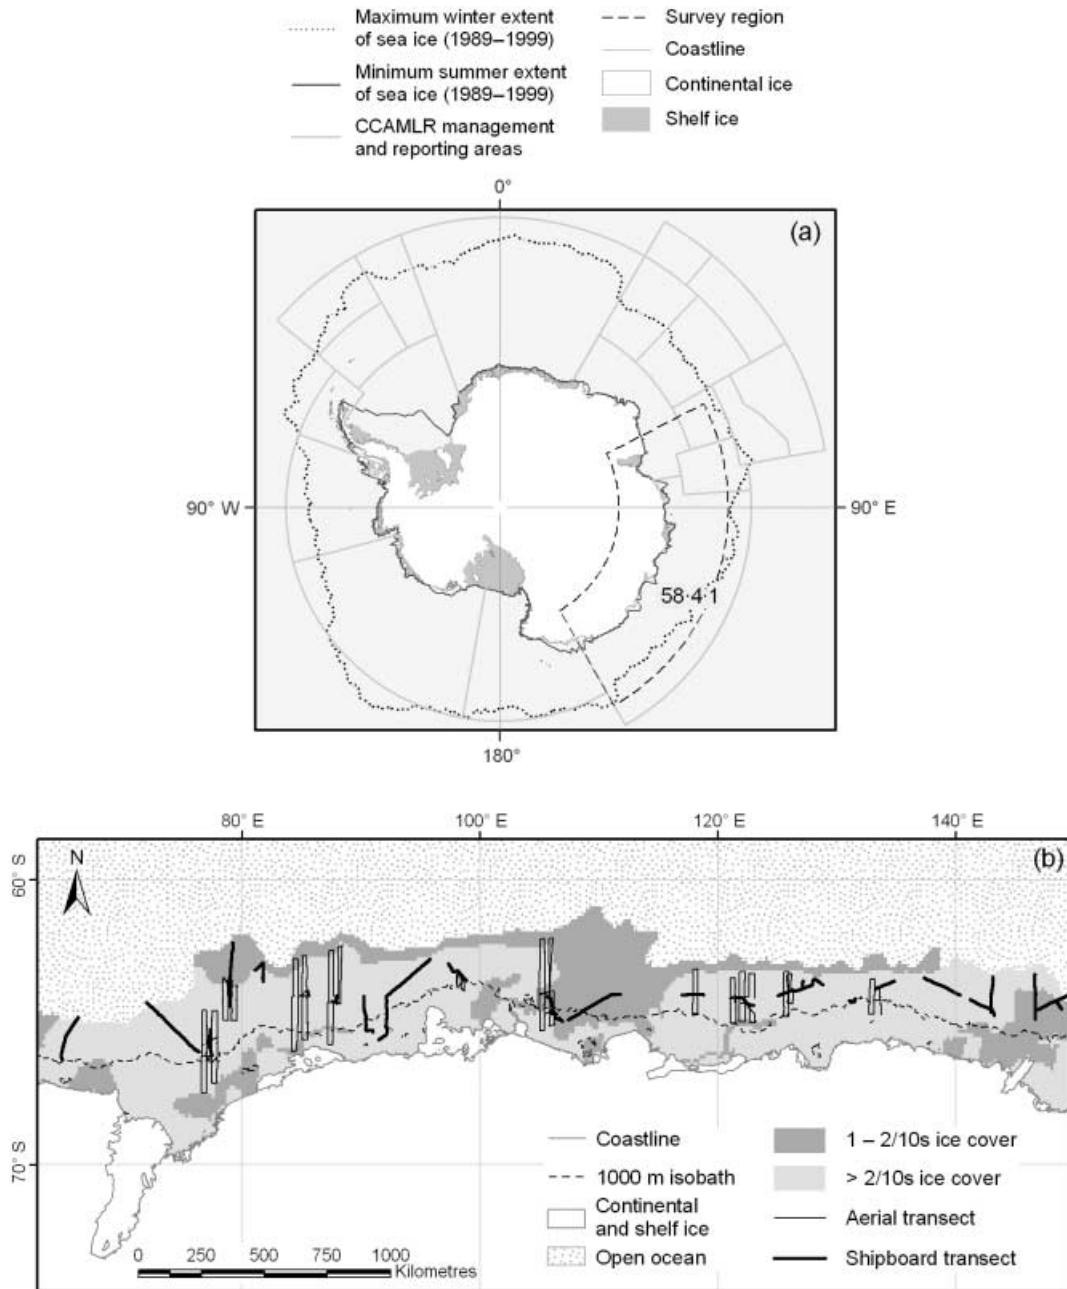 Maximum winter extent
of sea ice (1989–1999)
Minimum summer extent
of sea ice (1989–1999)
CCAMLR management
and reporting areas
Survey region
Coastline
Continental ice
Shelf ice
0°
(a)
90° W
90° E
58·4·1
180°
80° E
100° E
120° E
140° E
(b)
N
60° S
70° S
Coastline
1000 m isobath
Continental
and shelf ice
Open ocean
1 – 2/10s ice cover
> 2/10s ice cover
Aerial transect
Shipboard transect
0 250 500 750 1000
Kilometres